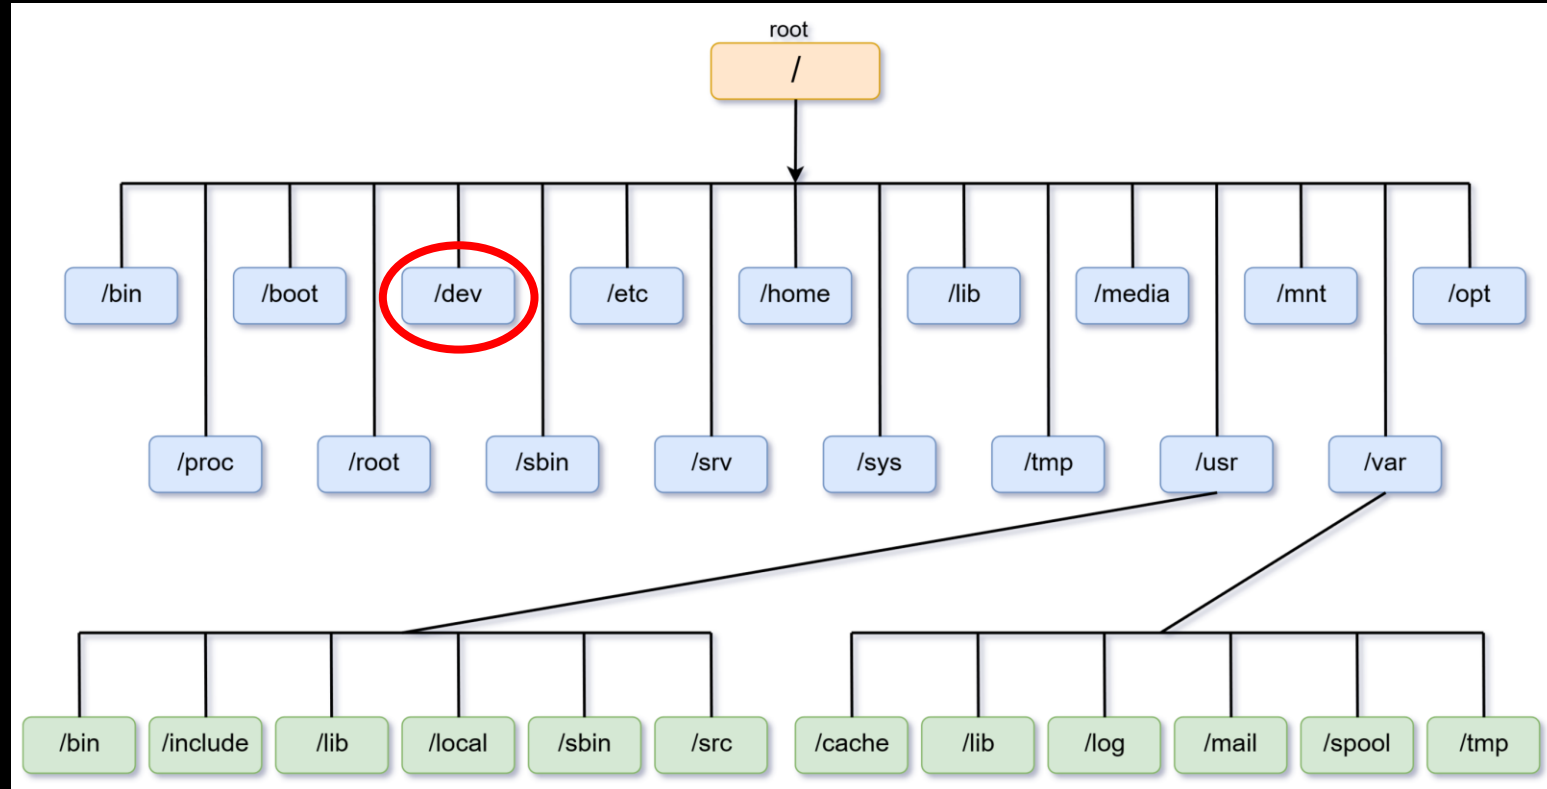 root
/
/bin
/boot
/dev
/etc
/home
/lib
/media
/mnt
/opt
/proc
/root
/sbin
/srv
/sys
/tmp
/usr
/var
/bin
/include
/lib
/local
/sbin
/src
/cache
/lib
/log
/mail
/spool
/tmp